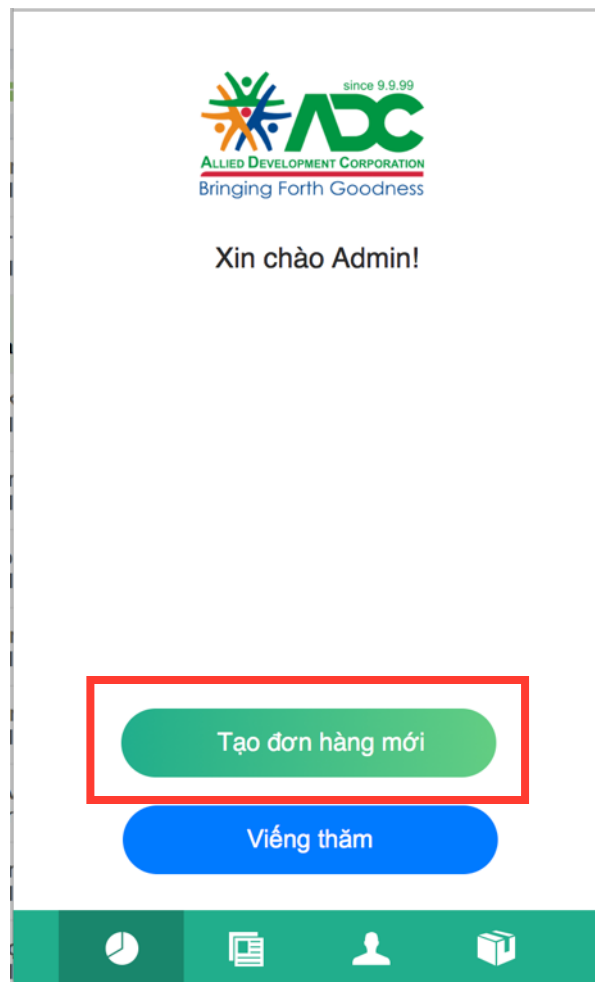 since 9.9.99
ADC
ALLIED DEVELOPMENT CORPORATION
Bringing Forth Goodness
Xin chào Admin!
Tạo đơn hàng mới
Viếng thăm